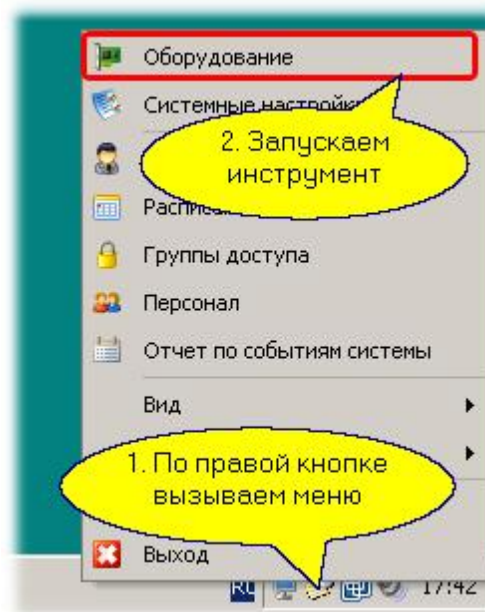 Оборудование
Системные настройки
2. Запускаем
инструмент
Группы доступа
Персонал
Отчет по событиям системы
Вид
1. По правой кнопке
вызываем меню
Выход
17:42